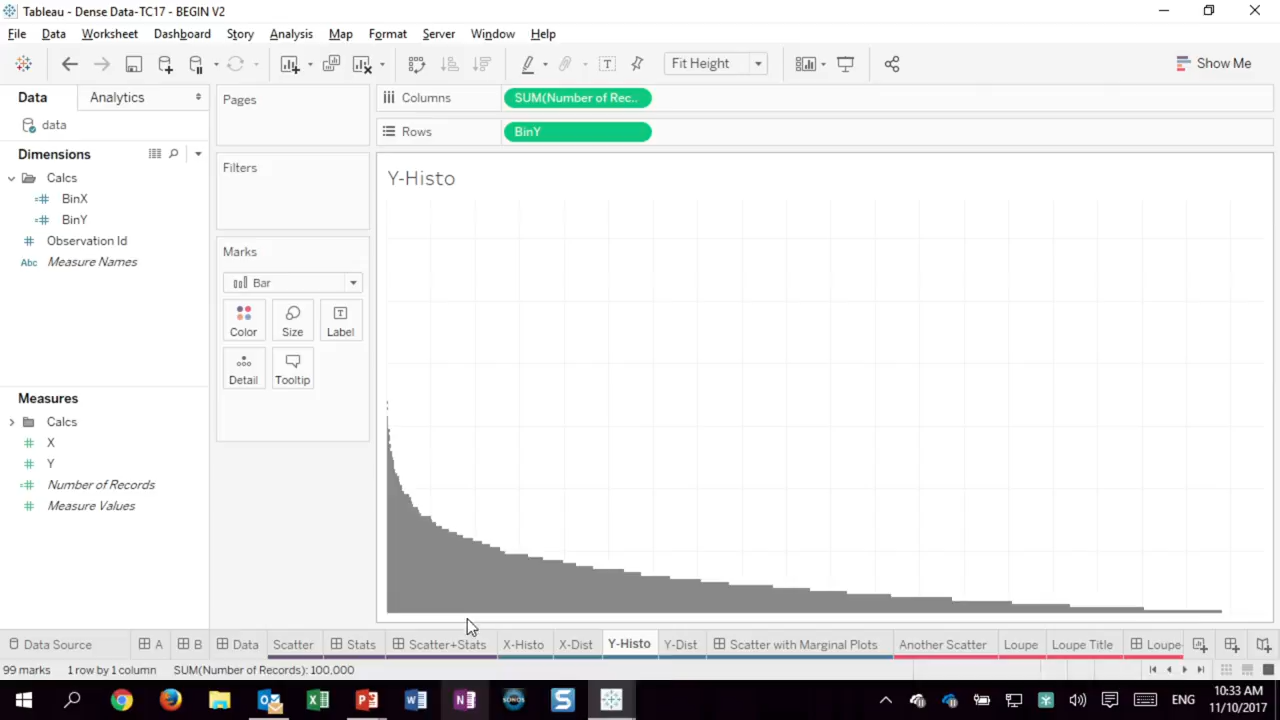 Tableau - Dense Data-TC17 - BEGIN V2
File Data Worksheet Dashboard Story Analysis Map Format Server Window Help
Fit Height
Show Me
Data Analytics
data
Dimensions
Calcs
BinX
BinY
Observation Id
Abc Measure Names
Measures
Calcs
X
Y
Number of Records
Measure Values
Pages
Filters
Marks
Bar
Color Size Label
Detail Tooltip
Columns SUM(Number of Rec..
Rows BinY
Y-Histo
Data Source A B Data Scatter Stats Scatter+Stats X-Histo X-Dist Y-Histo Y-Dist Scatter with Marginal Plots Another Scatter Loupe Loupe Title Loupe-
99 marks 1 row by 1 column SUM(Number of Records): 100,000
SONOS ENG 10:33 AM
11/10/2017